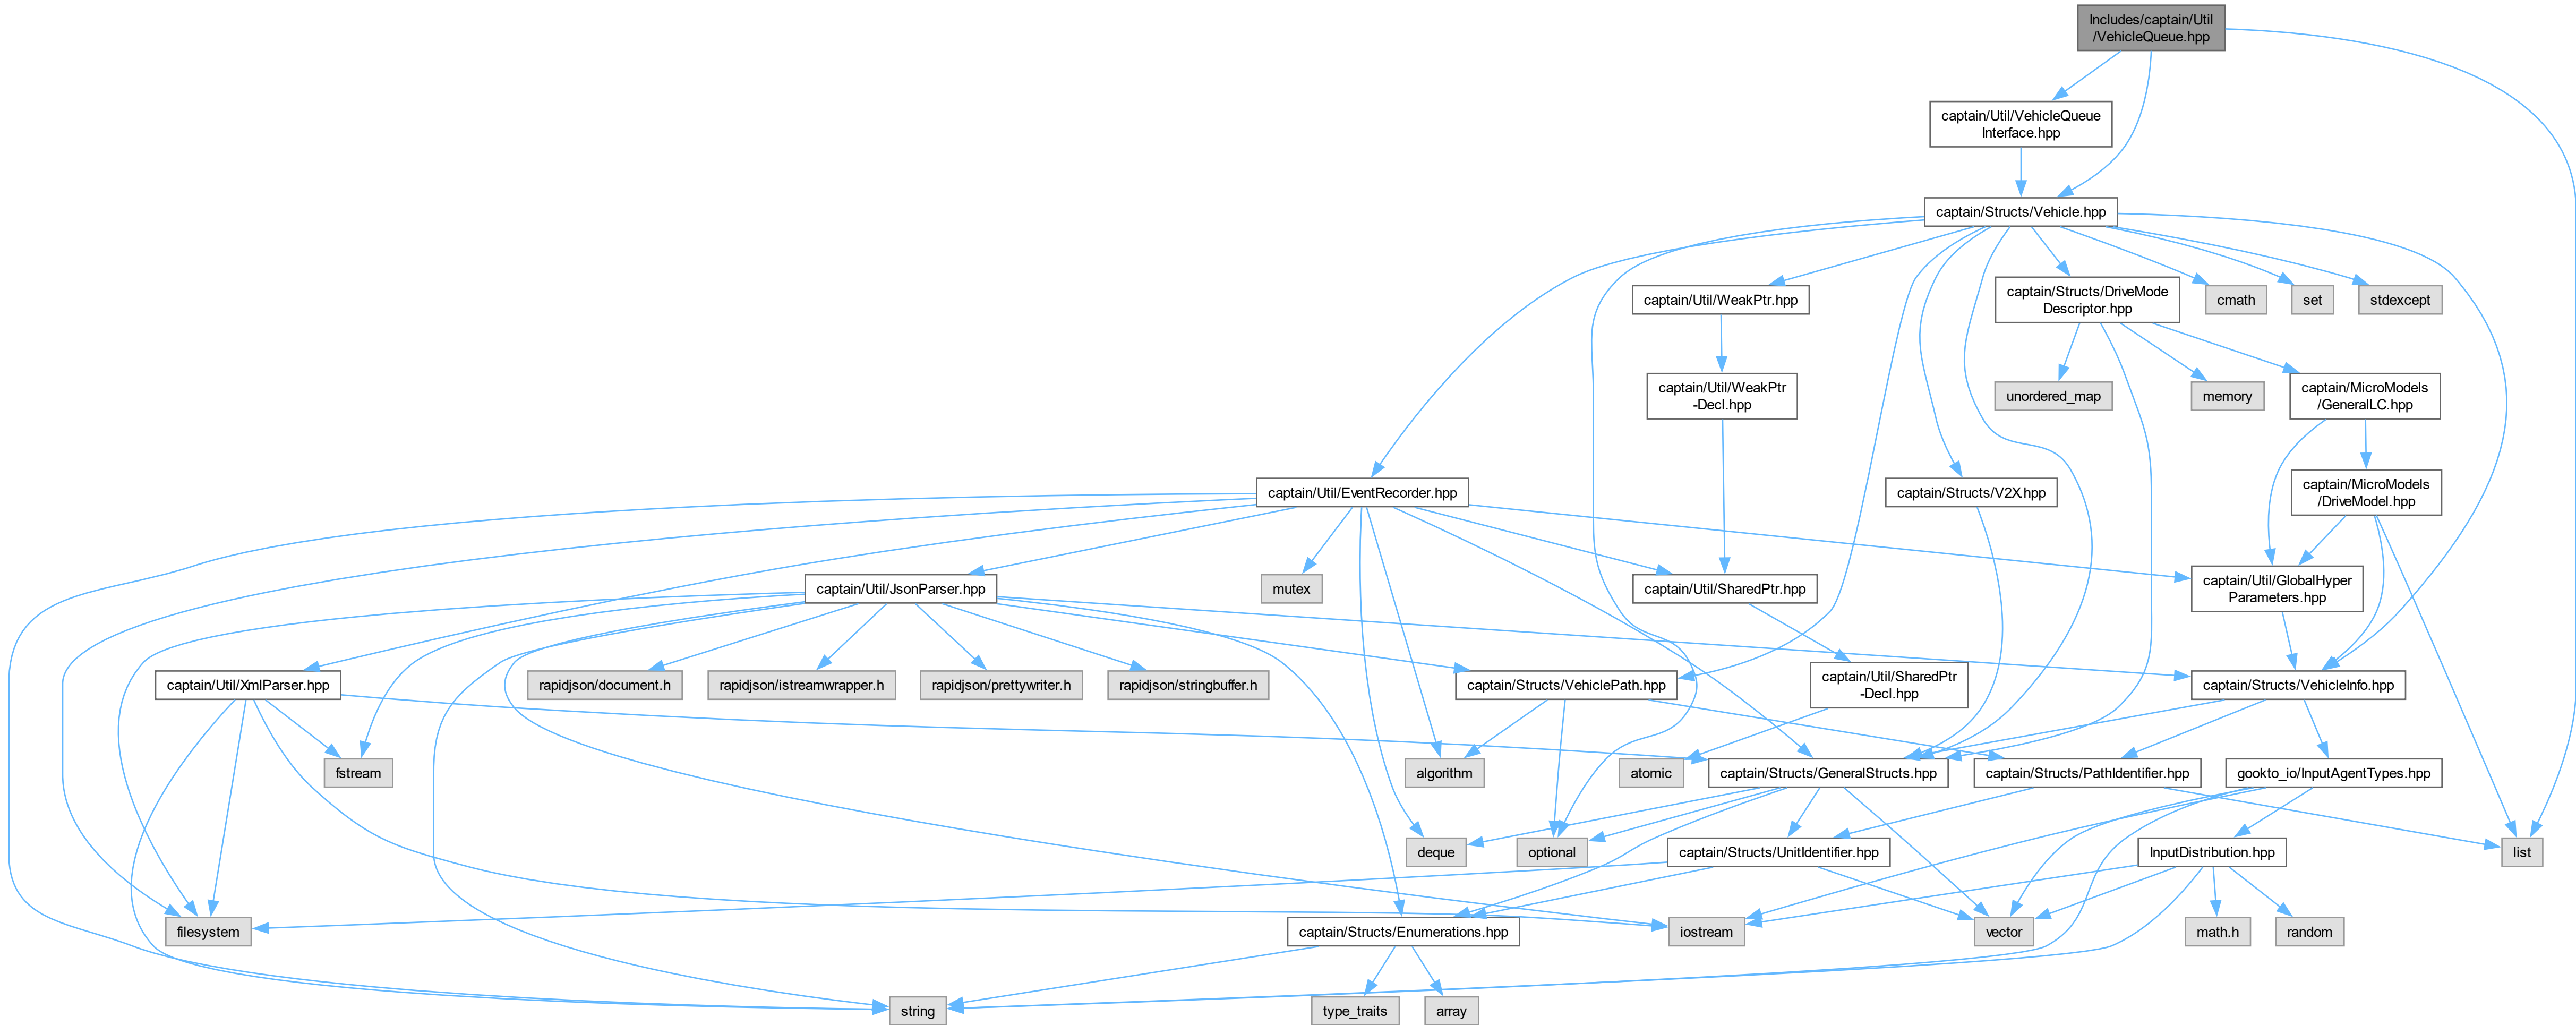 Includes/captain/Util
/VehicleQueue.hpp
captain/Util/VehicleQueue
Interface.hpp
captain/Structs/Vehicle.hpp
captain/Util/WeakPtr.hpp
captain/Structs/DriveMode
Descriptor.hpp
cmath
set
stdexcept
captain/Util/WeakPtr
-Decl.hpp
unordered_map
memory
captain/MicroModels
/GeneralLC.hpp
captain/Util/EventRecorder.hpp
captain/Structs/V2X.hpp
captain/MicroModels
/DriveModel.hpp
captain/Util/JsonParser.hpp
mutex
captain/Util/SharedPtr.hpp
captain/Util/GlobalHyper
Parameters.hpp
captain/Util/XmlParser.hpp
rapidjson/document.h
rapidjson/istreamwrapper.h
rapidjson/prettywriter.h
rapidjson/stringbuffer.h
captain/Structs/VehiclePath.hpp
captain/Util/SharedPtr
-Decl.hpp
captain/Structs/VehicleInfo.hpp
fstream
algorithm
atomic
captain/Structs/GeneralStructs.hpp
captain/Structs/PathIdentifier.hpp
gookto_io/InputAgentTypes.hpp
deque
optional
captain/Structs/UnitIdentifier.hpp
InputDistribution.hpp
list
filesystem
captain/Structs/Enumerations.hpp
iostream
vector
math.h
random
string
type_traits
array